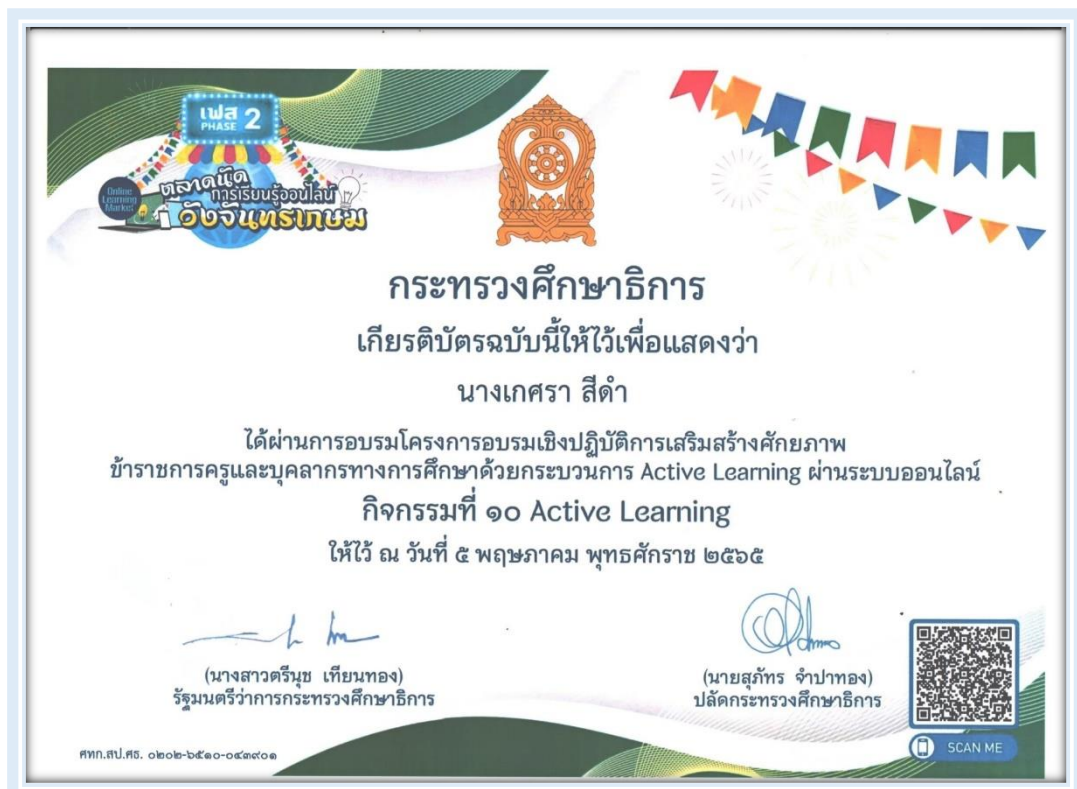 เฟส 2
PHASE
Online
Learning
Market
ตลาดนัด
การเรียนรู้ออนไลน์
วังจันทรเกษม
กระทรวงศึกษาธิการ
เกียรติบัตรฉบับนี้ให้ไว้เพื่อแสดงว่า
นางเกศรา สีดำ
ได้ผ่านการอบรมโครงการอบรมเชิงปฏิบัติการเสริมสร้างศักยภาพ
ข้าราชการครูและบุคลากรทางการศึกษาด้วยกระบวนการ Active Learning ผ่านระบบออนไลน์
กิจกรรมที่ ๑๐ Active Learning
ให้ไว้ ณ วันที่ ๕ พฤษภาคม พุทธศักราช ๒๕๖๕
(นางสาวตรีนุช เทียนทอง)
รัฐมนตรีว่าการกระทรวงศึกษาธิการ
(นายสุภัทร จำปาทอง)
ปลัดกระทรวงศึกษาธิการ
ศทก.สป.ศธ. ๐๒๐๒-๖๕๑๐-๐๔๓๙๐๑
SCAN ME